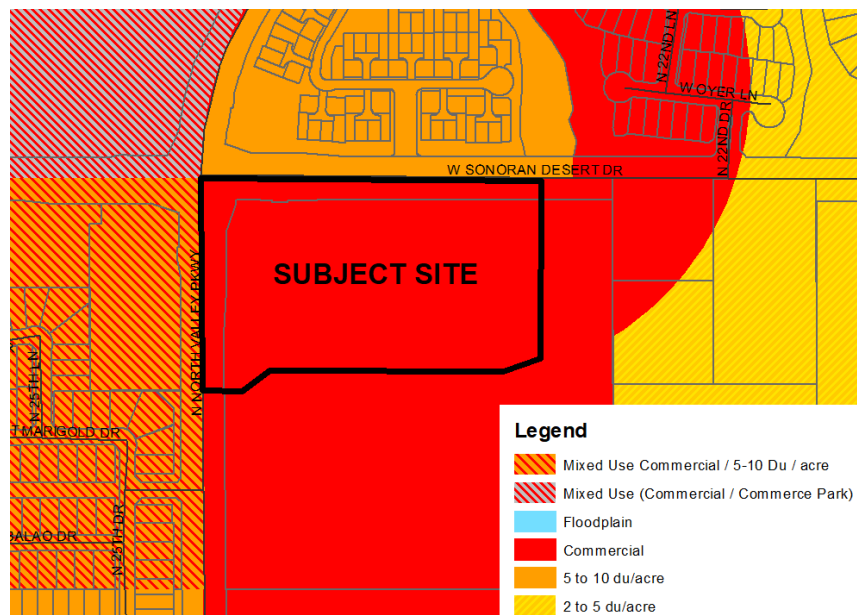 N 22ND LN
W OYER LN
N 22ND DR
W SONORAN DESERT DR
SUBJECT SITE
N NORTH VALLEY PKWY
N 25TH LN
T MARIGOLD DR
N 25TH DR
BALAO DR
Legend
Mixed Use Commercial / 5-10 Du / acre
Mixed Use (Commercial / Commerce Park)
Floodplain
Commercial
5 to 10 du/acre
2 to 5 du/acre